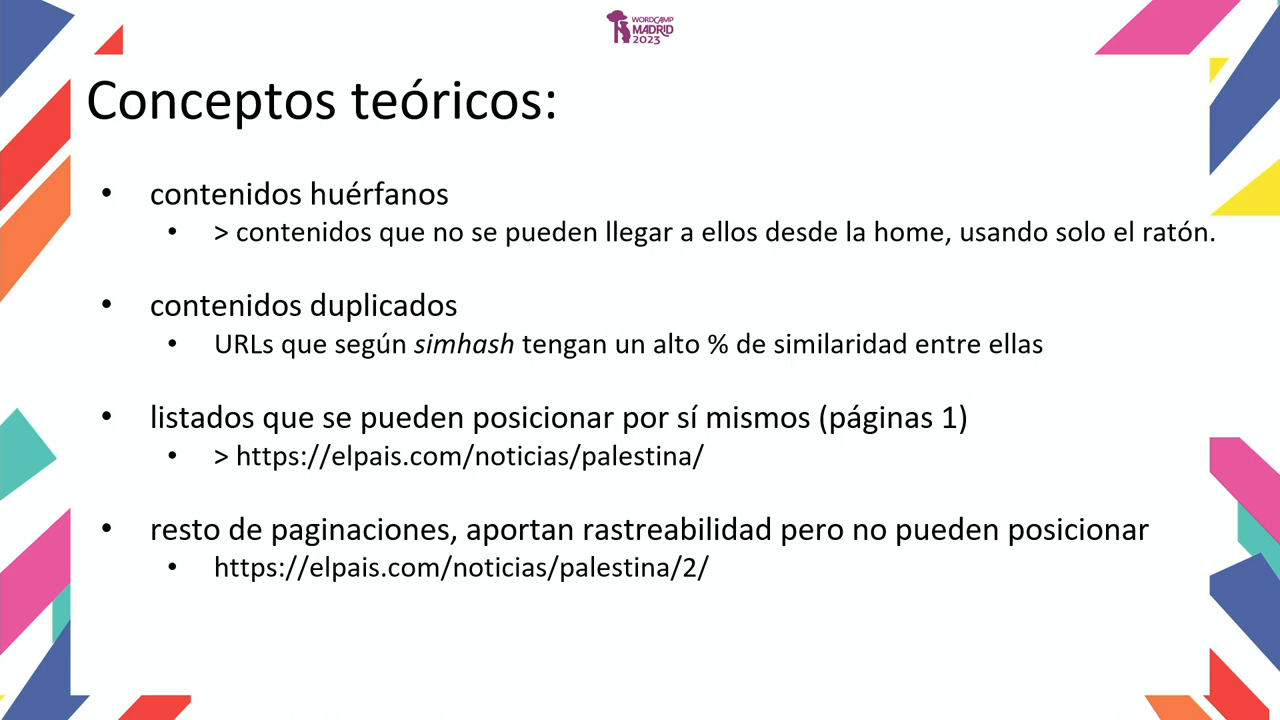 WORDCAMP
MADRID
2023
Conceptos teóricos:
• contenidos huérfanos
• > contenidos que no se pueden llegar a ellos desde la home, usando solo el ratón.
• contenidos duplicados
• URLs que según simhash tengan un alto % de similaridad entre ellas
• listados que se pueden posicionar por sí mismos (páginas 1)
• > https://elpais.com/noticias/palestina/
• resto de paginaciones, aportan rastreabilidad pero no pueden posicionar
• https://elpais.com/noticias/palestina/2/